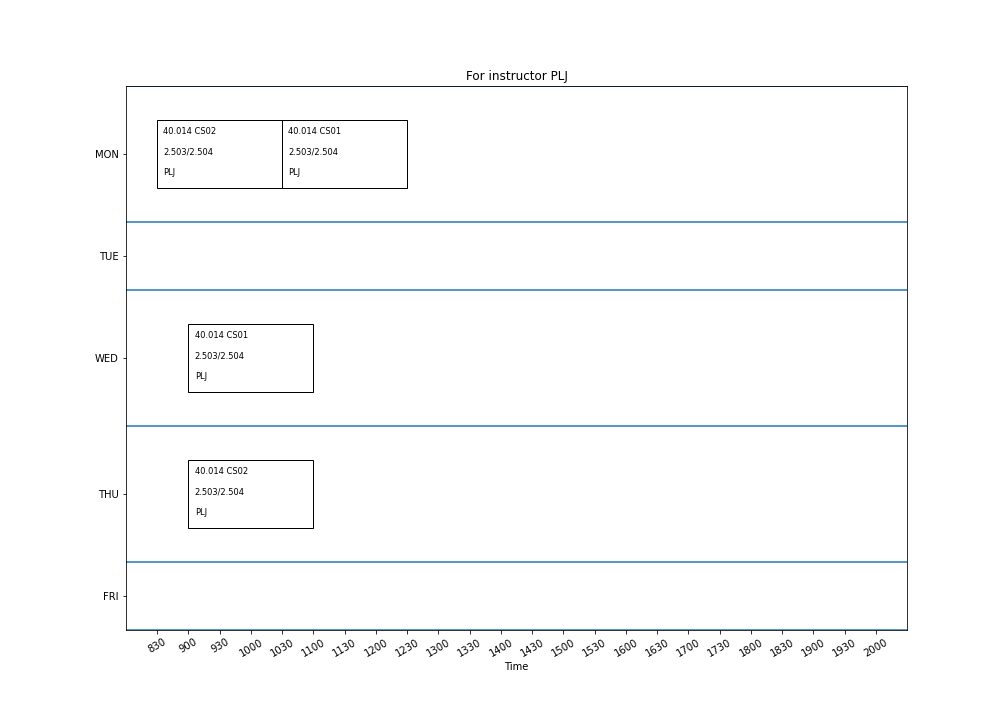 For instructor PLJ
MON
40.014 CS02
2.503/2.504
PLJ
40.014 CS01
2.503/2.504
PLJ
TUE
WED
40.014 CS01
2.503/2.504
PLJ
THU
40.014 CS02
2.503/2.504
PLJ
FRI
830 900 930 1000 1030 1100 1130 1200 1230 1300 1330 1400 1430 1500 1530 1600 1630 1700 1730 1800 1830 1900 1930 2000
Time